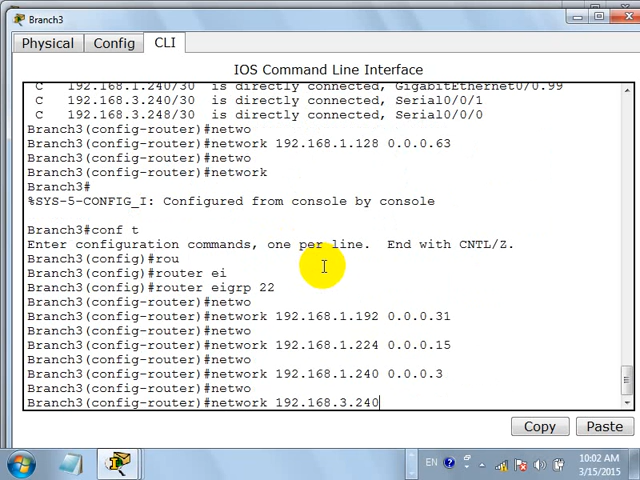 Branch3
Physical Config CLI
IOS Command Line Interface
C 192.168.1.240/30 is directly connected, GigabitEthernet0/0.99
C 192.168.3.240/30 is directly connected, Serial0/0/1
C 192.168.3.248/30 is directly connected, Serial0/0/0
Branch3(config-router)#netwo
Branch3(config-router)#network 192.168.1.128 0.0.0.63
Branch3(config-router)#netwo
Branch3(config-router)#network
Branch3#
%SYS-5-CONFIG_I: Configured from console by console
Branch3#conf t
Enter configuration commands, one per line. End with CNTL/Z.
Branch3(config)#rou
Branch3(config)#router ei
Branch3(config)#router eigrp 22
Branch3(config-router)#netwo
Branch3(config-router)#network 192.168.1.192 0.0.0.31
Branch3(config-router)#netwo
Branch3(config-router)#network 192.168.1.224 0.0.0.15
Branch3(config-router)#netwo
Branch3(config-router)#network 192.168.1.240 0.0.0.3
Branch3(config-router)#netwo
Branch3(config-router)#network 192.168.3.240
Copy Paste
EN
10:02 AM
3/15/2015